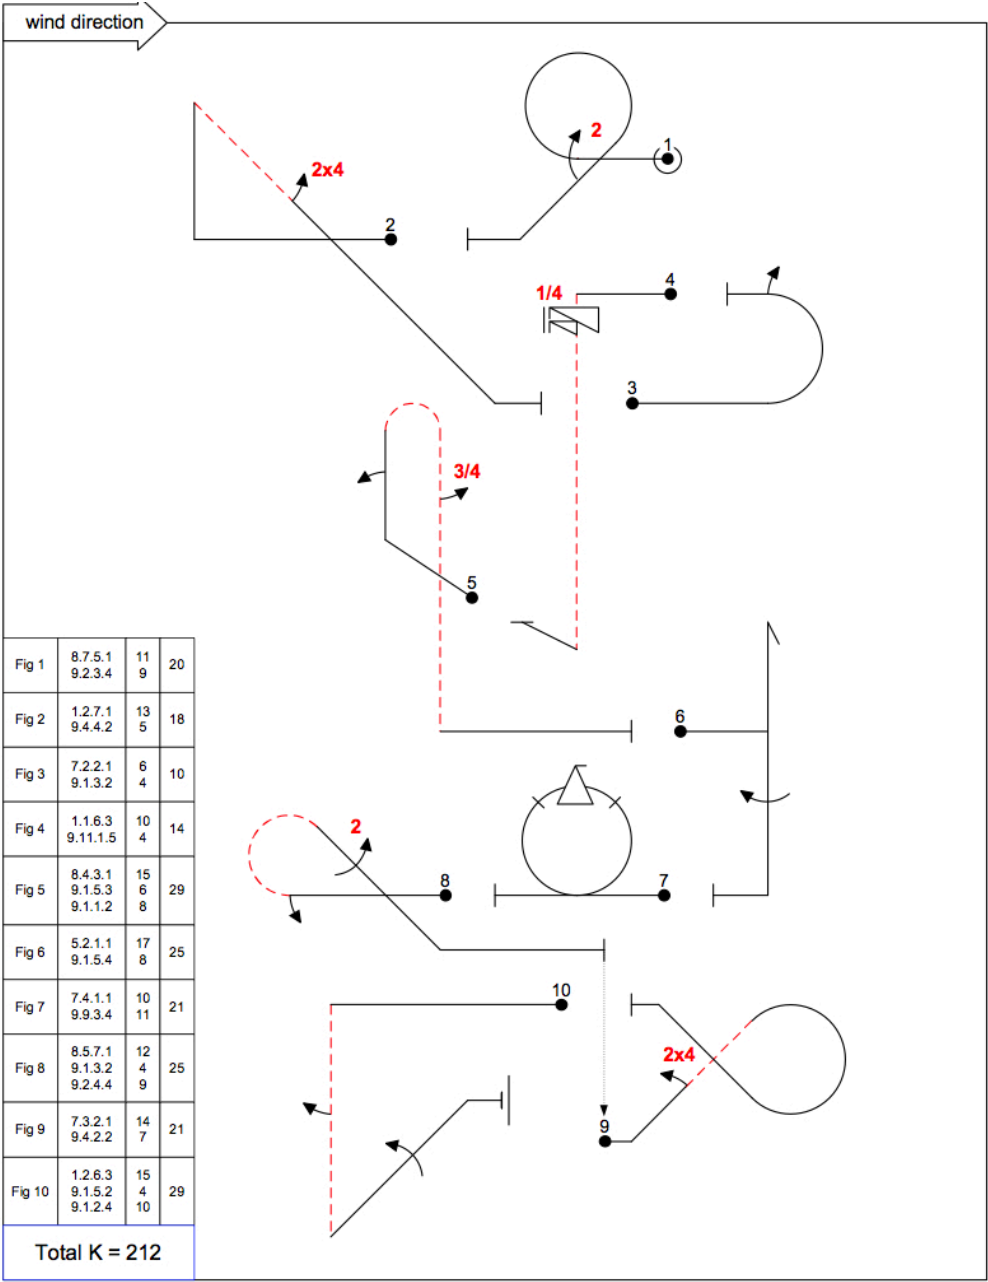 wind direction
2
1
2x4
2
4
1/4
3
3/4
5
6
2
8
7
10
2x4
9
Fig 1 8.7.5.1 11 20
9.2.3.4 9
Fig 2 1.2.7.1 13 18
9.4.4.2 5
Fig 3 7.2.2.1 6 10
9.1.3.2 4
Fig 4 1.1.6.3 10 14
9.11.1.5 4
Fig 5 8.4.3.1 15 29
9.1.5.3 6
9.1.1.2 8
Fig 6 5.2.1.1 17 25
9.1.5.4 8
Fig 7 7.4.1.1 10 21
9.9.3.4 11
Fig 8 8.5.7.1 12 25
9.1.3.2 4
9.2.4.4 9
Fig 9 7.3.2.1 14 21
9.4.2.2 7
Fig 10 1.2.6.3 15 29
9.1.5.2 4
9.1.2.4 10
Total K = 212